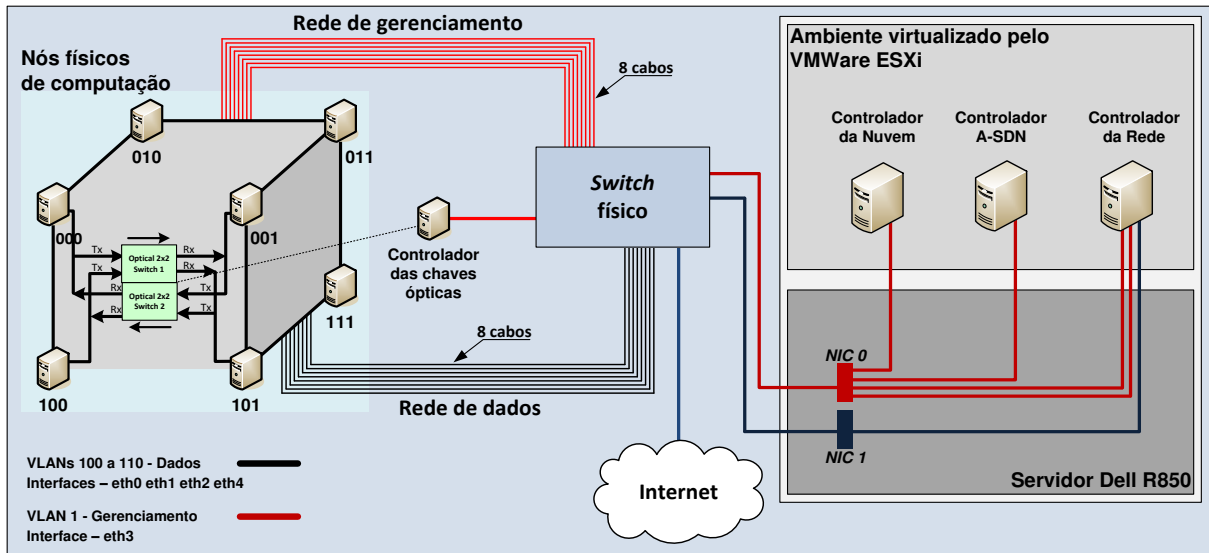 Rede de gerenciamento
Nós físicos
de computação
8 cabos
010
011
000
001
Tx
Rx
Tx
Rx
Optical 2x2
Switch 1
Rx
Tx
Rx
Tx
Optical 2x2
Switch 2
100
101
111
Controlador
das chaves
ópticas
Switch
físico
8 cabos
Rede de dados
Internet
Ambiente virtualizado pelo
VMWare ESXi
Controlador
da Nuvem
Controlador
A-SDN
Controlador
da Rede
NIC 0
NIC 1
Servidor Dell R850
VLANs 100 a 110 - Dados
Interfaces – eth0 eth1 eth2 eth4
VLAN 1 - Gerenciamento
Interface – eth3